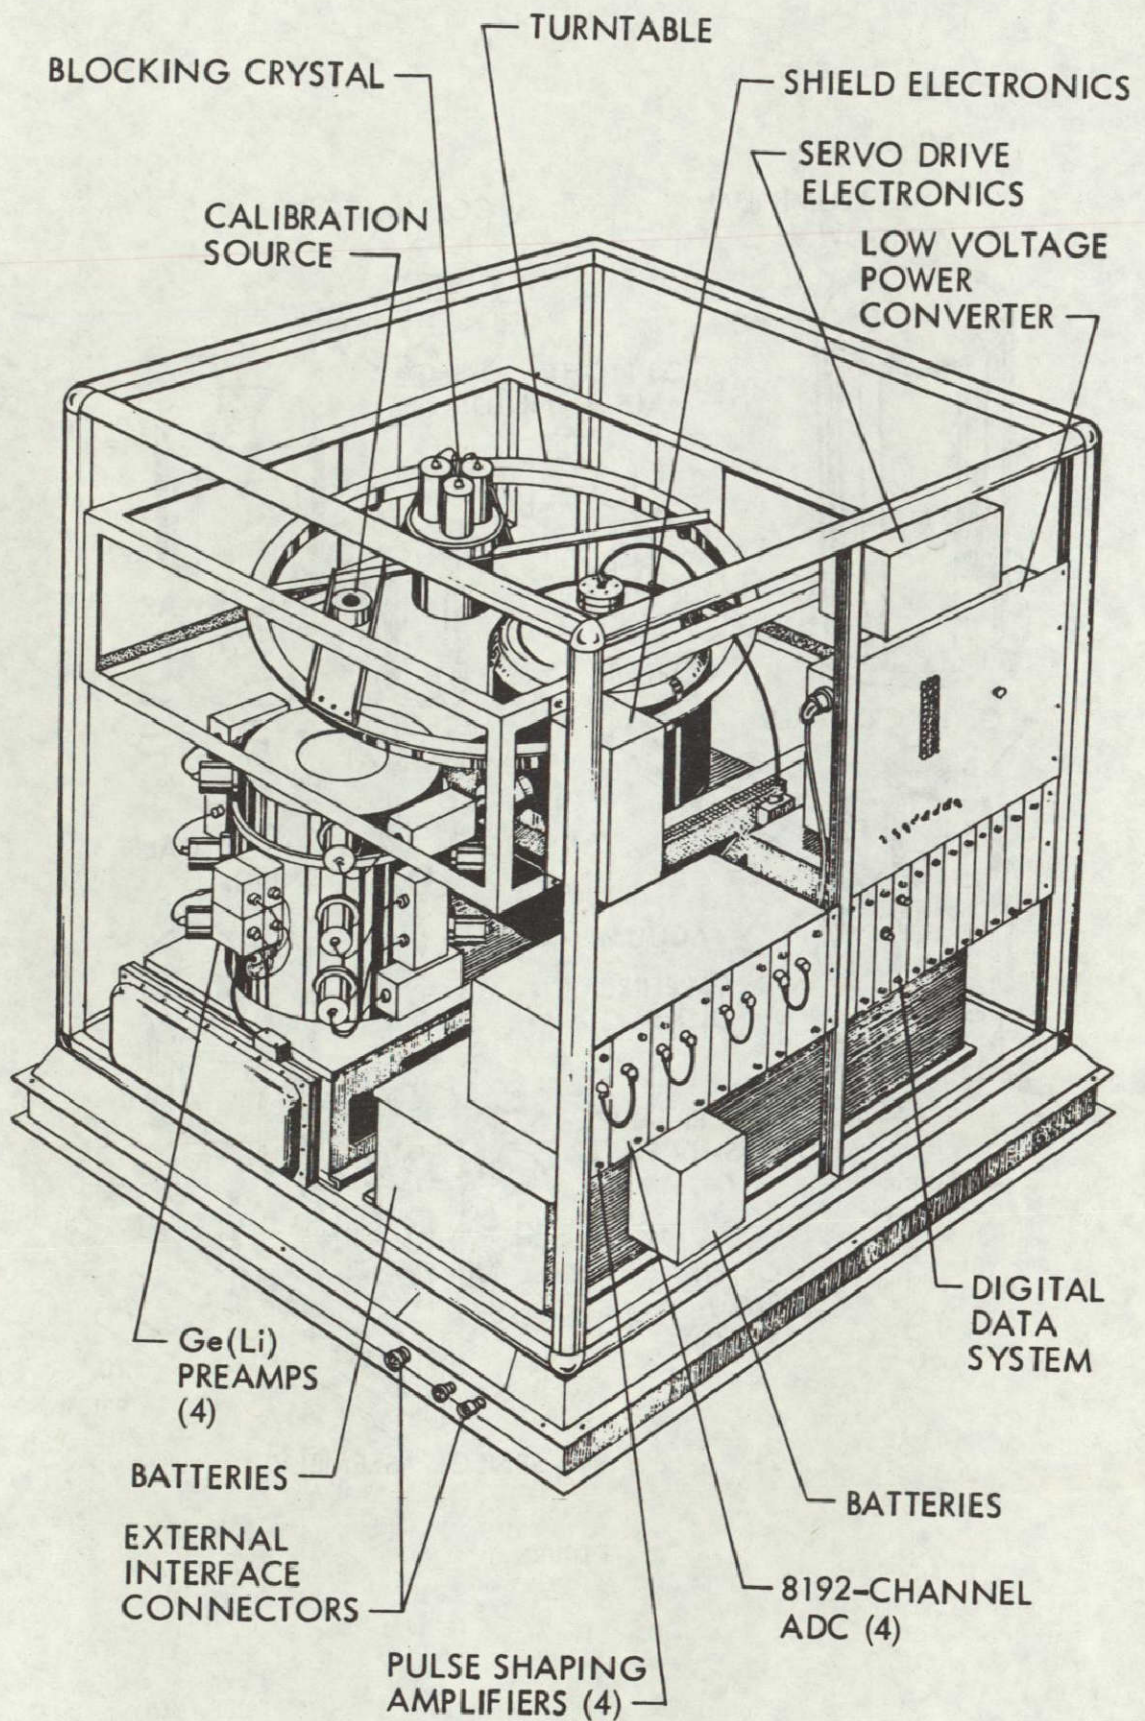 TURNTABLE
BLOCKING CRYSTAL
SHIELD ELECTRONICS
SERVO DRIVE
ELECTRONICS
CALIBRATION
SOURCE
LOW VOLTAGE
POWER
CONVERTER
Ge(Li)
PREAMPS
(4)
DIGITAL
DATA
SYSTEM
BATTERIES
BATTERIES
EXTERNAL
INTERFACE
CONNECTORS
8192-CHANNEL
ADC (4)
PULSE SHAPING
AMPLIFIERS (4)